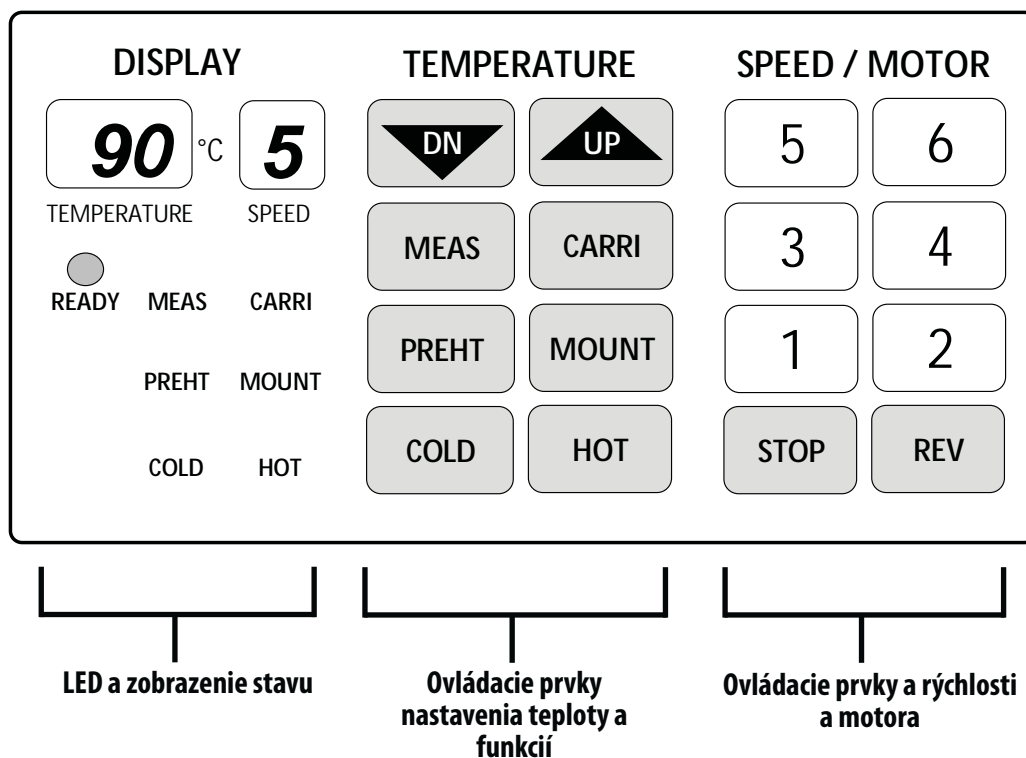 DISPLAY
90 °C 5
TEMPERATURE SPEED
READY MEAS CARRI
PREHT MOUNT
COLD HOT
TEMPERATURE
DN UP
MEAS CARRI
PREHT MOUNT
COLD HOT
SPEED / MOTOR
5 6
3 4
1 2
STOP REV
LED a zobrazenie stavu
Ovládacie prvky
nastavenia teploty a
funkcií
Ovládacie prvky a rýchlosti
a motora